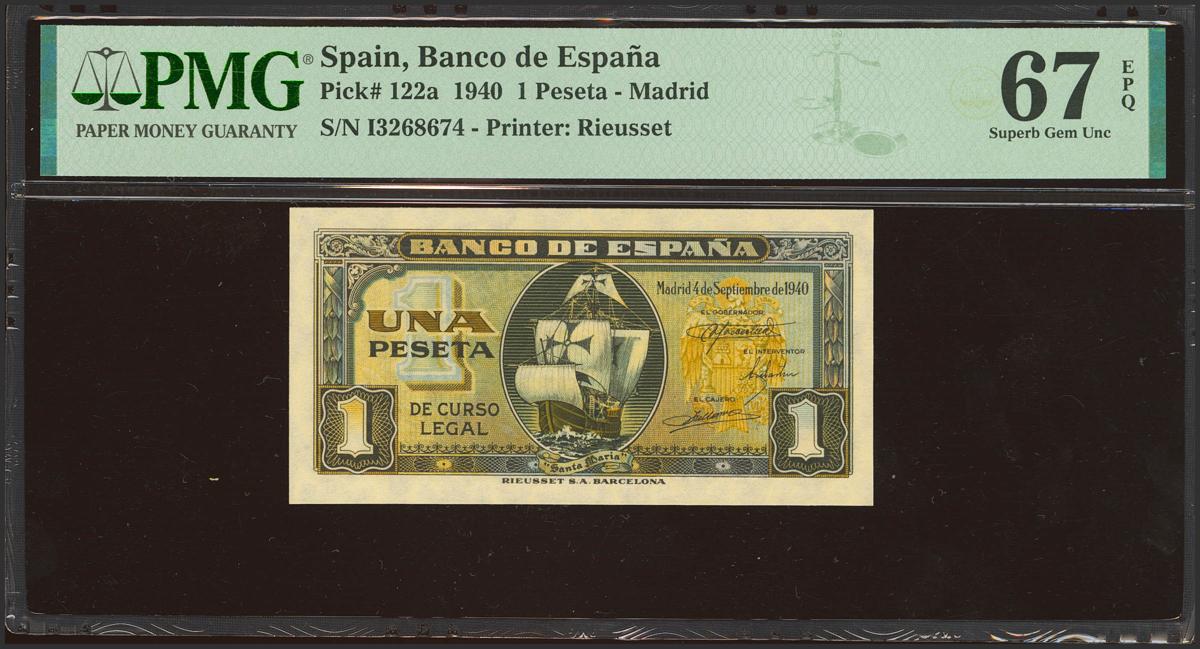 PMG®
PAPER MONEY GUARANTY
Spain, Banco de España
Pick# 122a 1940 1 Peseta - Madrid
S/N I3268674 - Printer: Rieusset
67
EPQ
Superb Gem Unc
BANCO DE ESPAÑA
1
UNA
PESETA
DE CURSO
LEGAL
Madrid 4 de Septiembre de 1940
EL GOBERNADOR
EL INTERVENTOR
EL CAJERO
1
1
"Santa Maria"
RIEUSSET S.A. BARCELONA